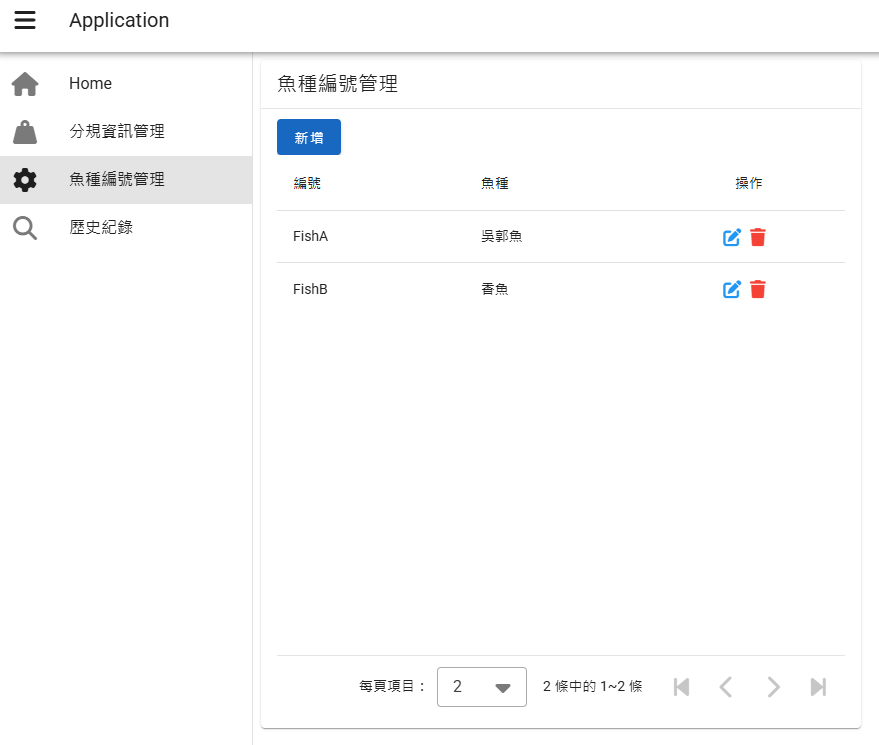 Application
Home
分規資訊管理
魚種編號管理
歷史紀錄
魚種編號管理
新增
編號 魚種 操作
FishA 吳郭魚
FishB 香魚
每頁項目： 2 2 條中的 1~2 條